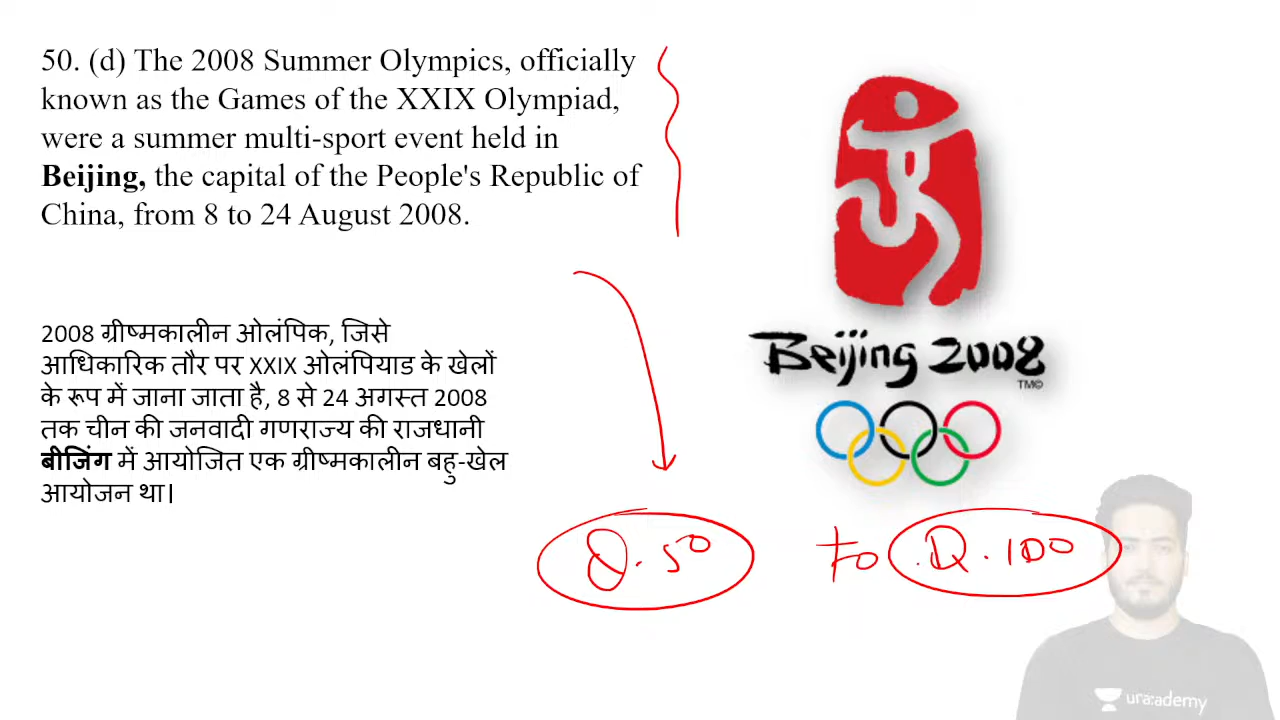 50. (d) The 2008 Summer Olympics, officially
known as the Games of the XXIX Olympiad,
were a summer multi-sport event held in
Beijing, the capital of the People's Republic of
China, from 8 to 24 August 2008.
2008 ग्रीष्मकालीन ओलंपिक, जिसे
आधिकारिक तौर पर XXIX ओलंपियाड के खेलों
के रूप में जाना जाता है, 8 से 24 अगस्त 2008
तक चीन की जनवादी गणराज्य की राजधानी
बीजिंग में आयोजित एक ग्रीष्मकालीन बहु-खेल
आयोजन था।
Beijing 2008
TM©
Q.50 to Q.100
ura:ademy